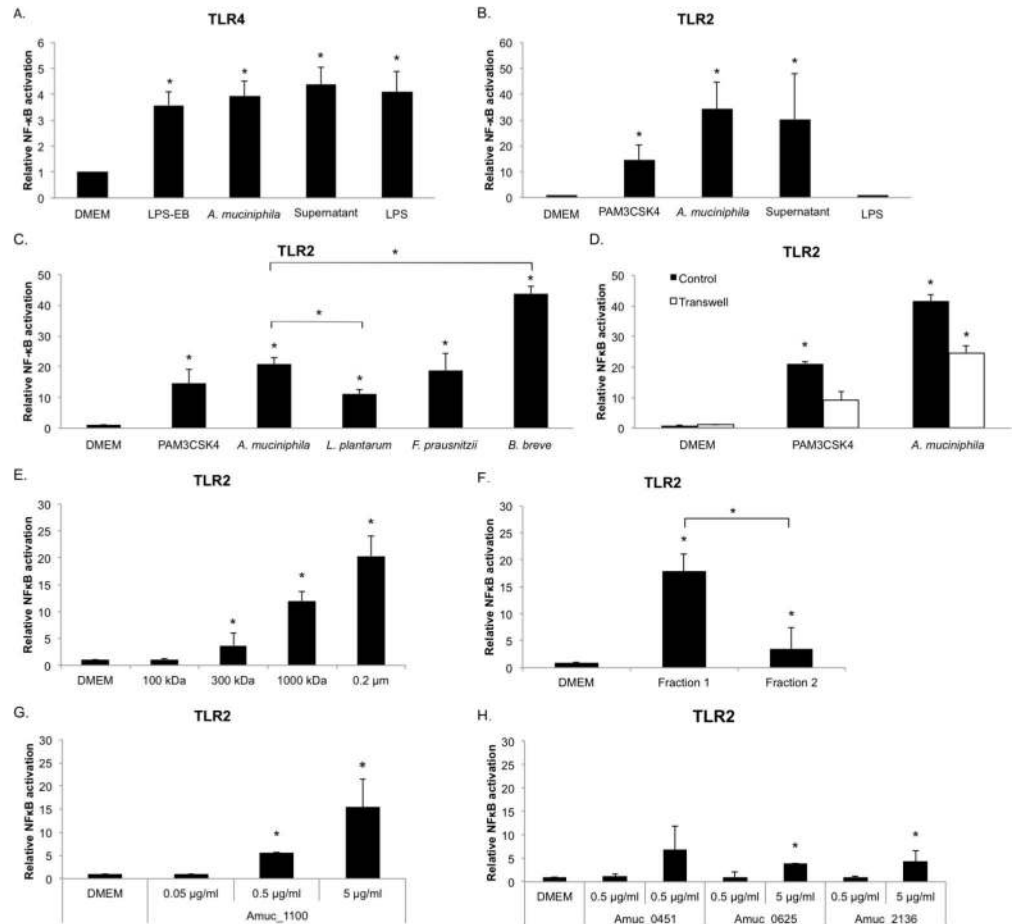 A.
TLR4
Relative NF-κB activation
6
5
4
3
2
1
0
*
*
*
*
DMEM LPS-EB A. muciniphila Supernatant LPS
B.
TLR2
Relative NF-κB activation
60
50
40
30
20
10
0
*
*
*
DMEM PAM3CSK4 A. muciniphila Supernatant LPS
C.
TLR2
Relative NF-κB activation
50
40
30
20
10
0
*
*
*
*
*
*
*
DMEM PAM3CSK4 A. muciniphila L. plantarum F. prausnitzii B. breve
D.
TLR2
Relative NFκB activation
50
40
30
20
10
0
Control
Transwell
*
*
*
DMEM PAM3CSK4 A. muciniphila
E.
TLR2
Relative NFκB activation
30
25
20
15
10
5
0
*
*
*
DMEM 100 kDa 300 kDa 1000 kDa 0.2 μm
F.
TLR2
Relative NFκB activation
30
25
20
15
10
5
0
*
*
*
DMEM Fraction 1 Fraction 2
G.
TLR2
Relative NFκB activation
30
25
20
15
10
5
0
*
*
DMEM 0.05 μg/ml 0.5 μg/ml 5 μg/ml
Amuc_1100
H.
TLR2
Relative NFκB activation
30
25
20
15
10
5
0
*
*
DMEM 0.5 μg/ml 0.5 μg/ml 0.5 μg/ml 5 μg/ml 0.5 μg/ml 5 μg/ml
Amuc_0451 Amuc_0625 Amuc_2136